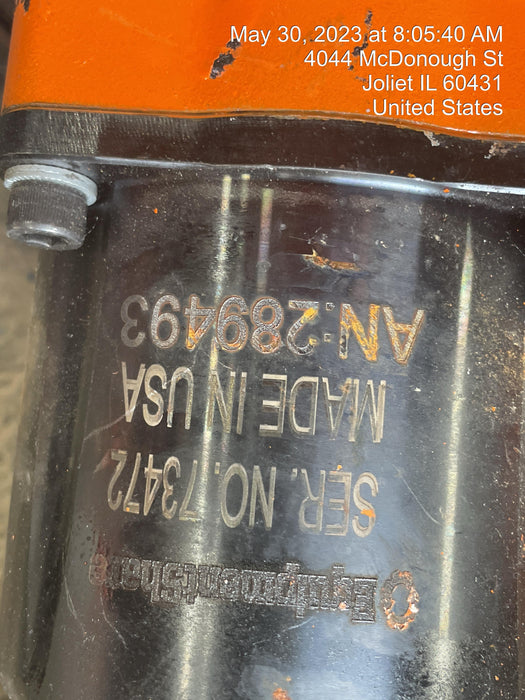 May 30, 2023 at 8:05:40 AM
4044 McDonough St
Joliet IL 60431
United States
EquipmentShare
SER. NO. 73472
MADE IN USA
AN:289493